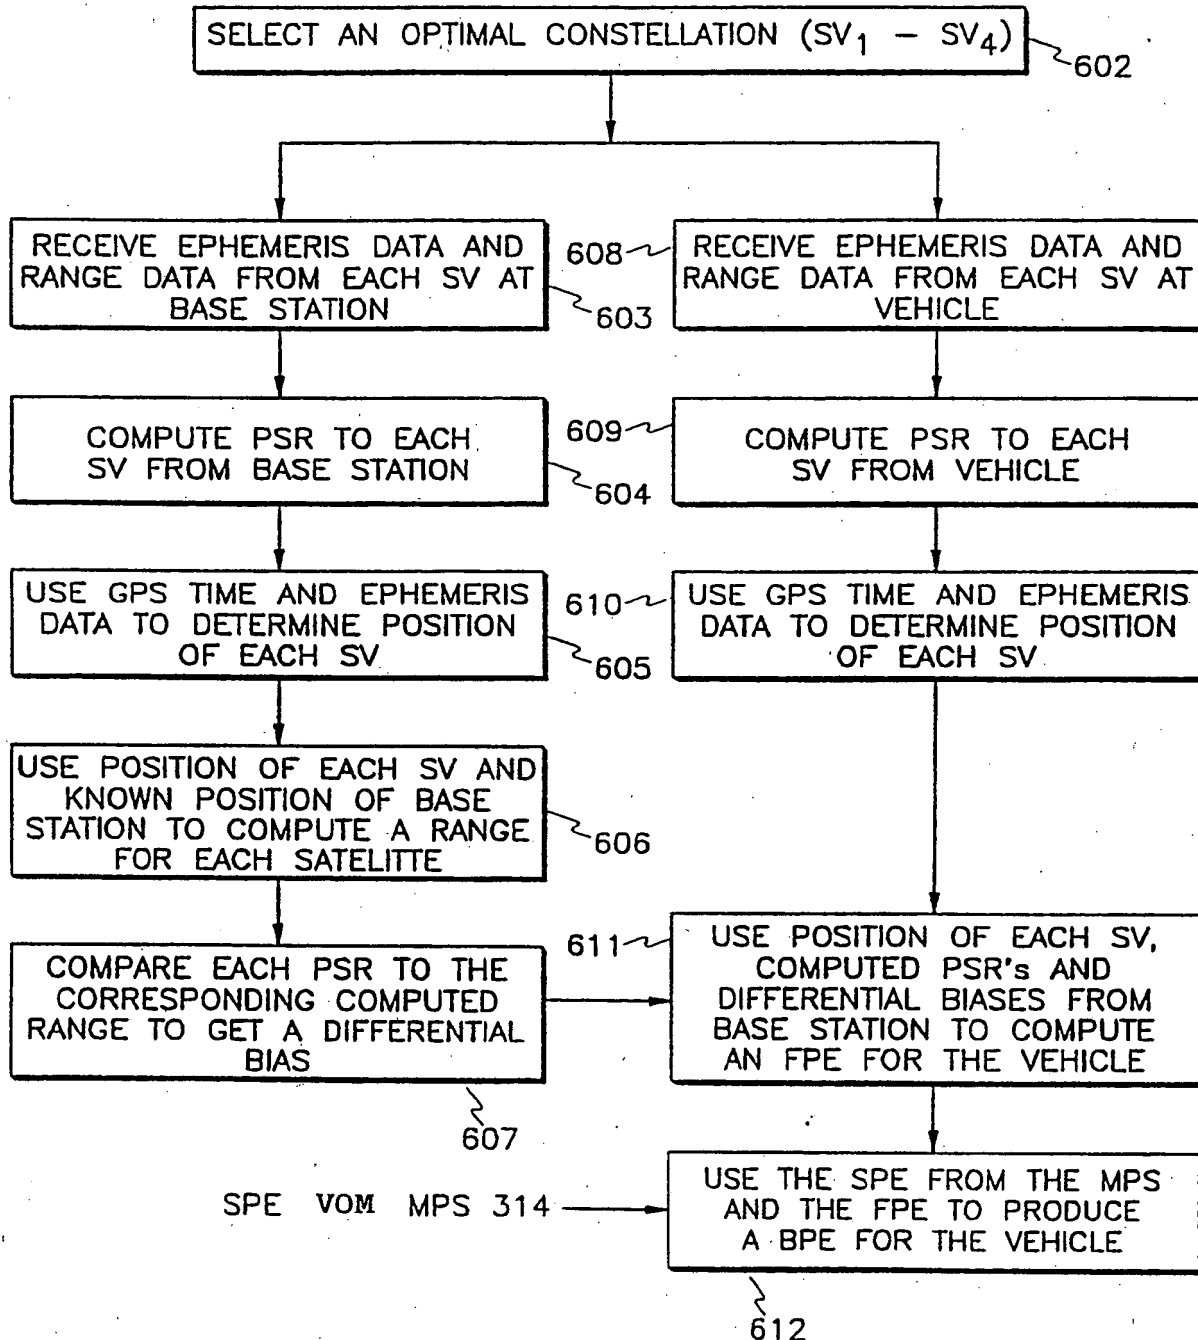 SELECT AN OPTIMAL CONSTELLATION (SV1 – SV4)
602
RECEIVE EPHEMERIS DATA AND
RANGE DATA FROM EACH SV AT
BASE STATION
603
COMPUTE PSR TO EACH
SV FROM BASE STATION
604
USE GPS TIME AND EPHEMERIS
DATA TO DETERMINE POSITION
OF EACH SV
605
USE POSITION OF EACH SV AND
KNOWN POSITION OF BASE
STATION TO COMPUTE A RANGE
FOR EACH SATELITTE
606
COMPARE EACH PSR TO THE
CORRESPONDING COMPUTED
RANGE TO GET A DIFFERENTIAL
BIAS
607
608
RECEIVE EPHEMERIS DATA AND
RANGE DATA FROM EACH SV AT
VEHICLE
609
COMPUTE PSR TO EACH
SV FROM VEHICLE
610
USE GPS TIME AND EPHEMERIS
DATA TO DETERMINE POSITION
OF EACH SV
611
USE POSITION OF EACH SV,
COMPUTED PSR's AND
DIFFERENTIAL BIASES FROM
BASE STATION TO COMPUTE
AN FPE FOR THE VEHICLE
SPE VOM MPS 314
USE THE SPE FROM THE MPS
AND THE FPE TO PRODUCE
A BPE FOR THE VEHICLE
612